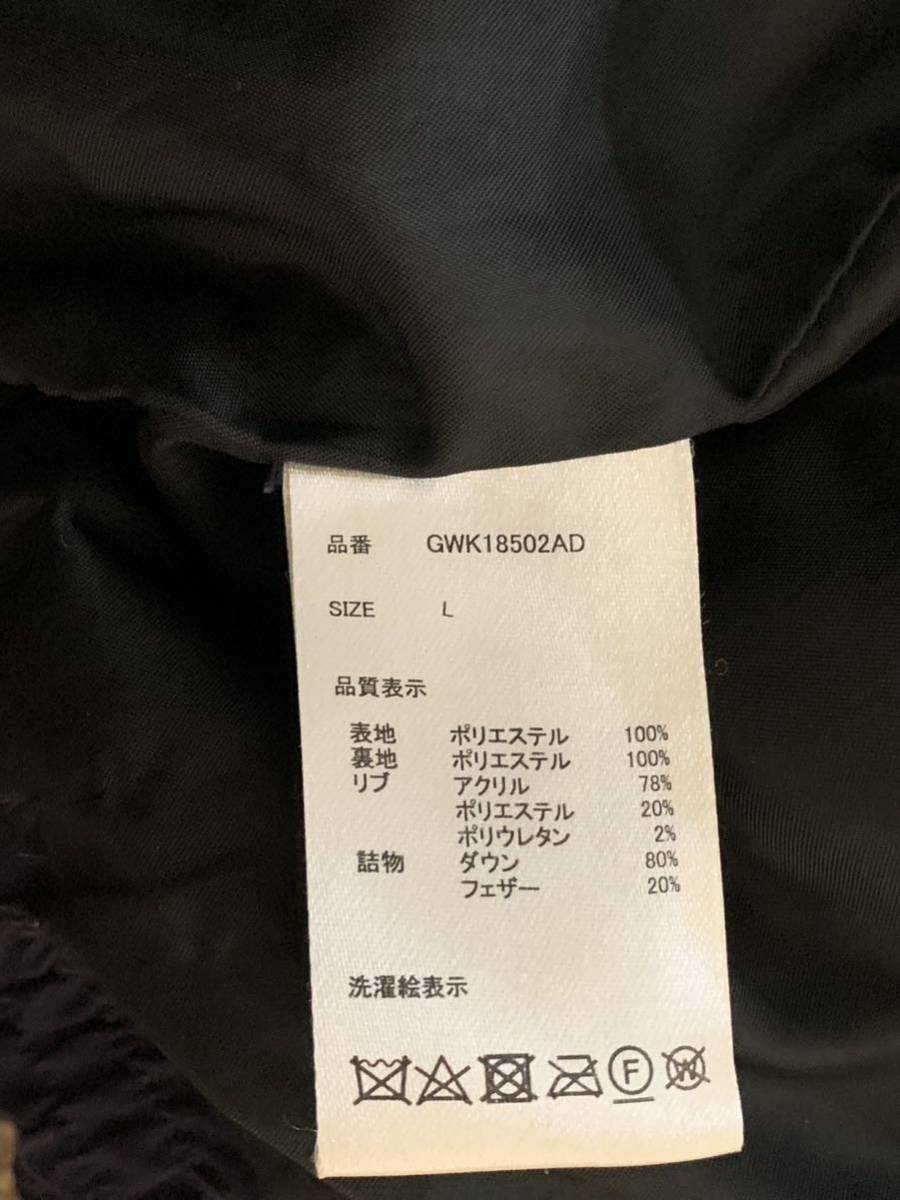 品番 GWK18502AD
SIZE L
品質表示
表地 ポリエステル 100%
裏地 ポリエステル 100%
リブ アクリル 78%
ポリエステル 20%
ポリウレタン 2%
詰物 ダウン 80%
フェザー 20%
洗濯絵表示
F W